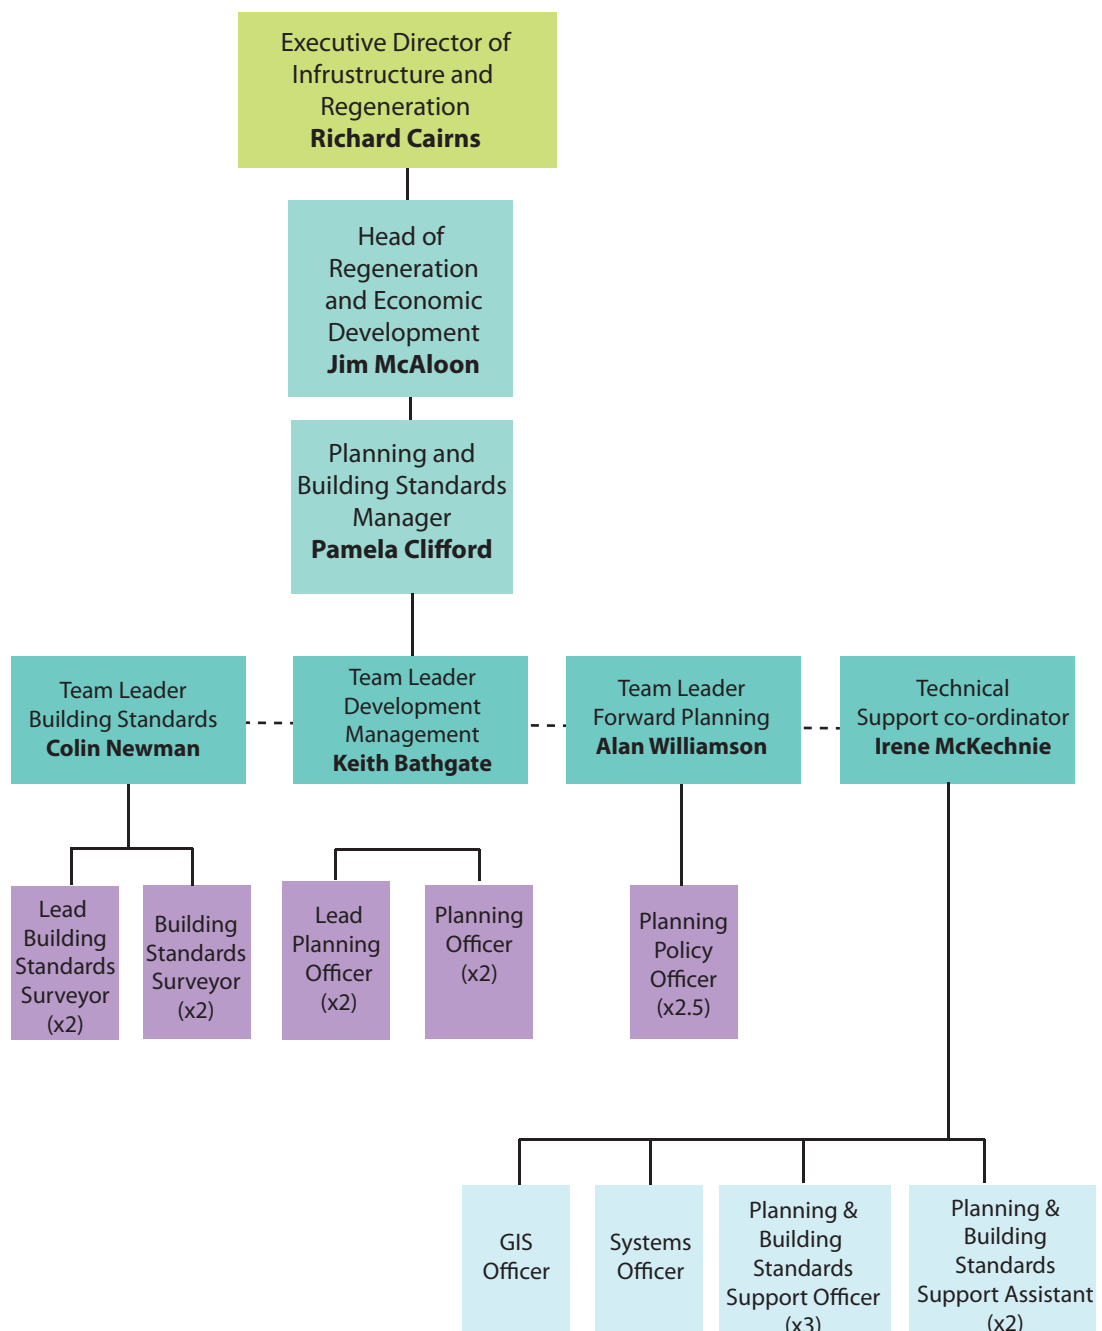 Executive Director of
Infrustructure and
Regeneration
Richard Cairns
Head of
Regeneration
and Economic
Development
Jim McAloon
Planning and
Building Standards
Manager
Pamela Clifford
Team Leader
Building Standards
Colin Newman
Team Leader
Development
Management
Keith Bathgate
Team Leader
Forward Planning
Alan Williamson
Technical
Support co-ordinator
Irene McKechnie
Lead
Building
Standards
Surveyor
(x2)
Building
Standards
Surveyor
(x2)
Lead
Planning
Officer
(x2)
Planning
Officer
(x2)
Planning
Policy
Officer
(x2.5)
GIS
Officer
Systems
Officer
Planning &
Building
Standards
Support Officer
(x3)
Planning &
Building
Standards
Support Assistant
(x2)